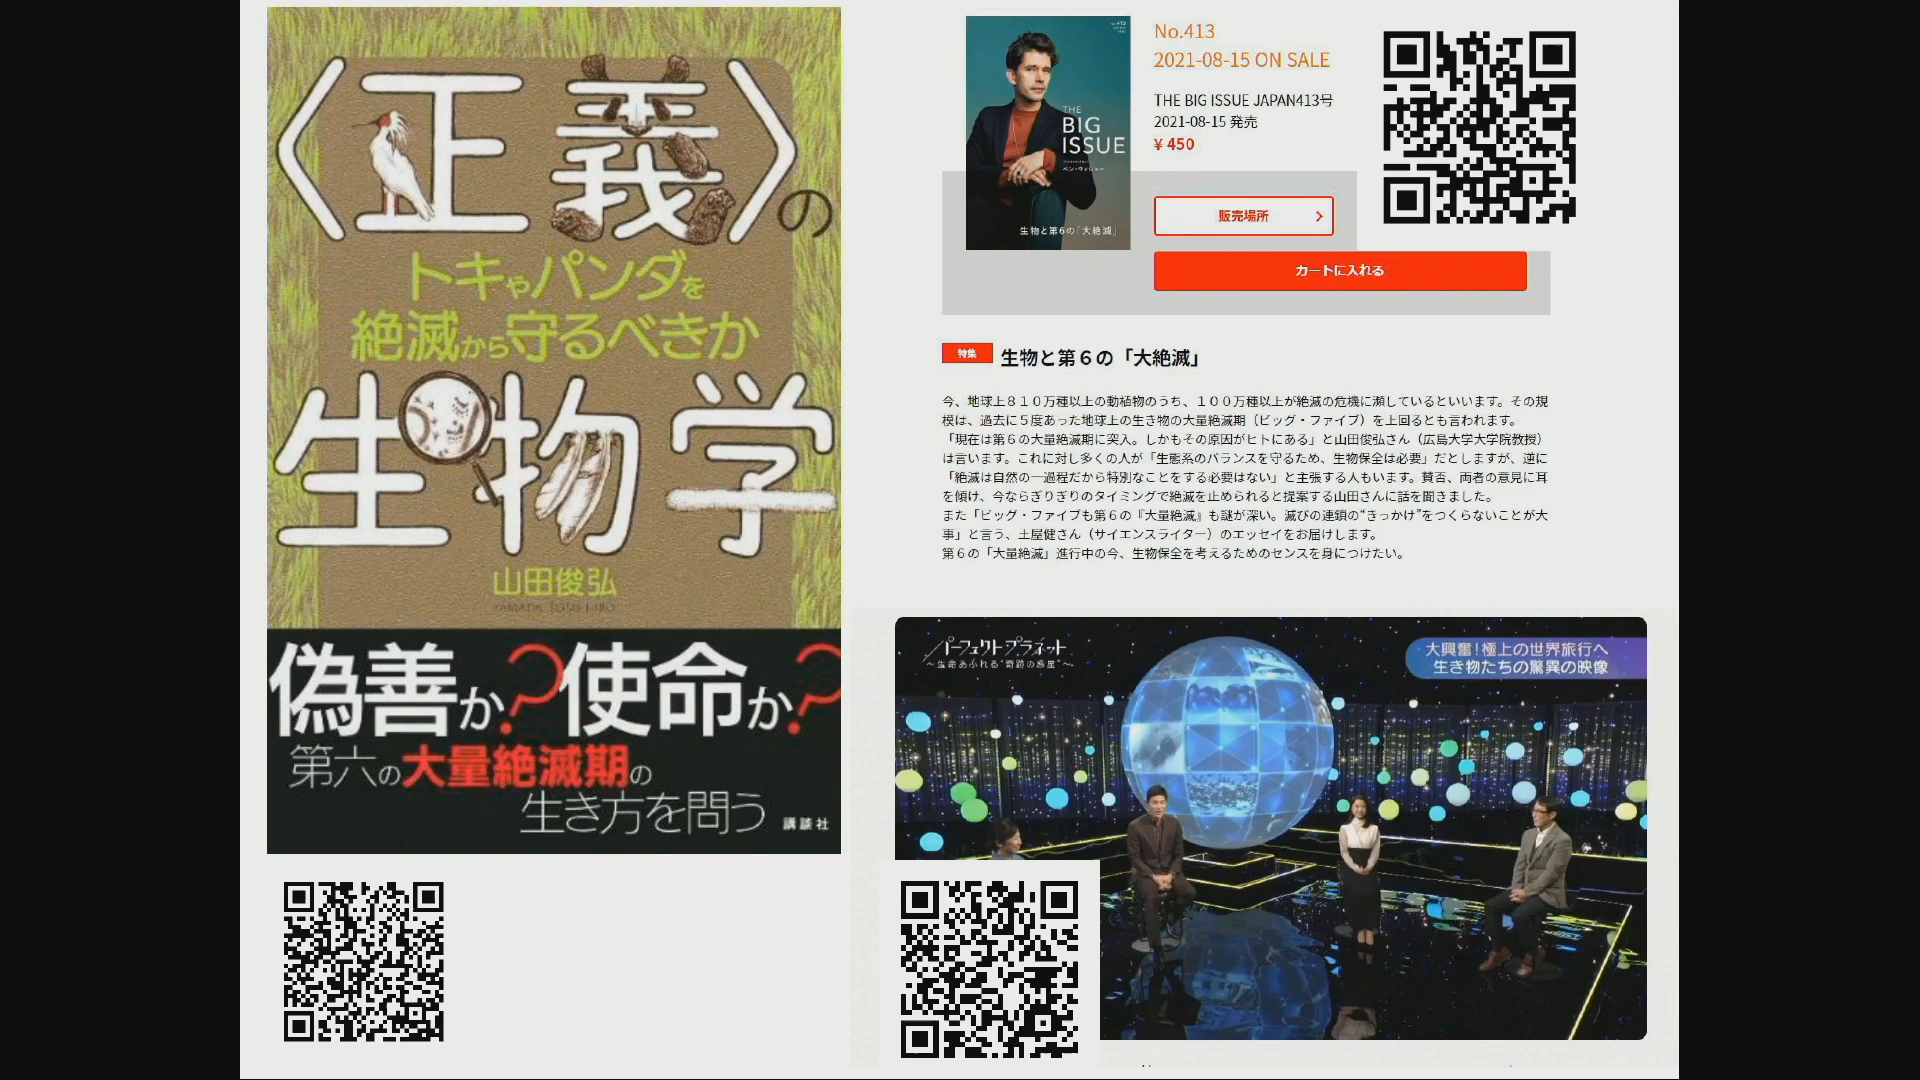 〈正義〉の
トキやパンダを
絶滅から守るべきか
生物学
山田俊弘
YAMADA TOSHIHIRO
偽善か?使命か?
第六の大量絶滅期の
生き方を問う
講談社
THE
BIG
ISSUE
ベン・ウィショー
生物と第6の「大絶滅」
No.413
2021-08-15 ON SALE
THE BIG ISSUE JAPAN413号
2021-08-15 発売
¥ 450
販売場所
カートに入れる
特集 生物と第6の「大絶滅」
今、地球上810万種以上の動植物のうち、100万種以上が絶滅の危機に瀕しているといいます。その規
模は、過去に5度あった地球上の生き物の大量絶滅期（ビッグ・ファイブ）を上回るとも言われます。
「現在は第6の大量絶滅期に突入。しかもその原因がヒトにある」と山田俊弘さん（広島大学大学院教授）
は言います。これに対し多くの人が「生態系のバランスを守るため、生物保全は必要」だとしますが、逆に
「絶滅は自然の一過程だから特別なことをする必要はない」と主張する人もいます。賛否、両者の意見に耳
を傾け、今ならぎりぎりのタイミングで絶滅を止められると提案する山田さんに話を聞きました。
また「ビッグ・ファイブも第6の『大量絶滅』も謎が深い。滅びの連鎖の“きっかけ”をつくらないことが大
事」と言う、土屋健さん（サイエンスライター）のエッセイをお届けします。
第6の「大量絶滅」進行中の今、生物保全を考えるためのセンスを身につけたい。
パーフェクトプラネット
～生命あふれる“奇跡の惑星”～
大興奮!極上の世界旅行へ
生き物たちの驚異の映像